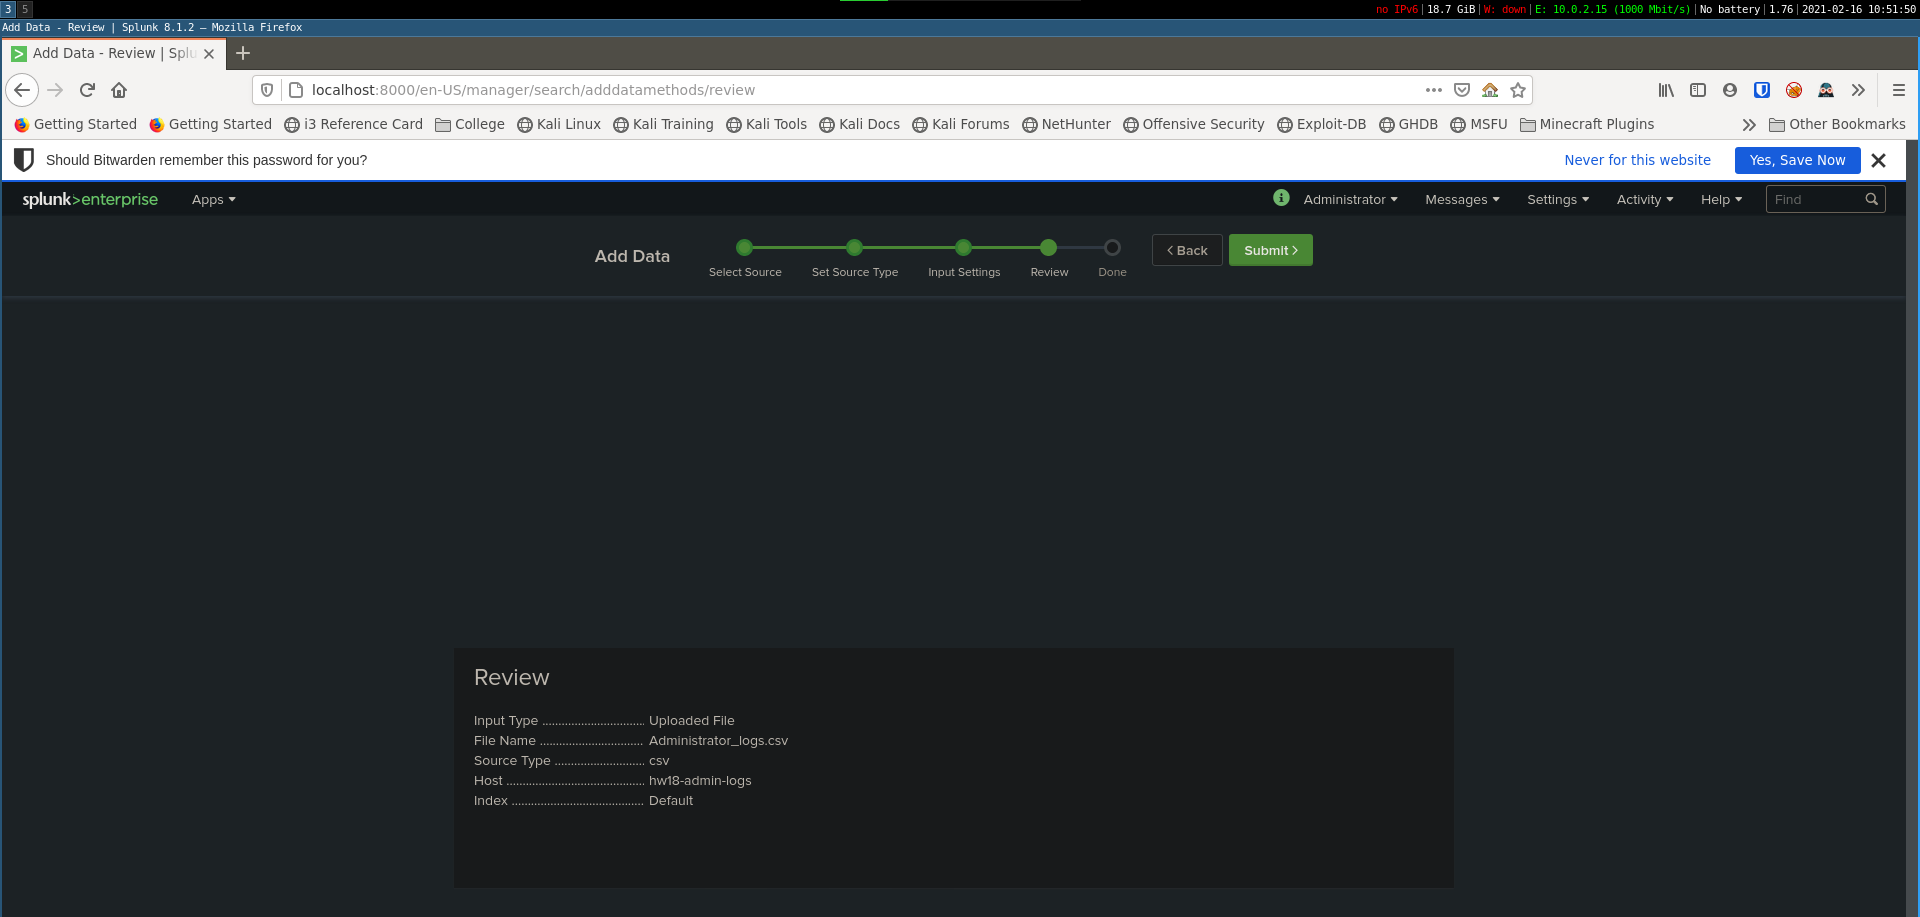 3 5
no IPv6 | 18.7 GiB | W: down | E: 10.0.2.15 (1000 Mbit/s) | No battery | 1.76 | 2021-02-16 10:51:50
Add Data - Review | Splunk 8.1.2 — Mozilla Firefox
Add Data - Review | Splu
localhost:8000/en-US/manager/search/adddatamethods/review
Getting Started Getting Started i3 Reference Card College Kali Linux Kali Training Kali Tools Kali Docs Kali Forums NetHunter Offensive Security Exploit-DB GHDB MSFU Minecraft Plugins Other Bookmarks
Should Bitwarden remember this password for you? Never for this website Yes, Save Now
splunk>enterprise Apps Administrator Messages Settings Activity Help Find
Add Data
Select Source Set Source Type Input Settings Review Done
< Back Submit >
Review
Input Type ................................ Uploaded File
File Name ................................ Administrator_logs.csv
Source Type ............................ csv
Host ........................................... hw18-admin-logs
Index ......................................... Default